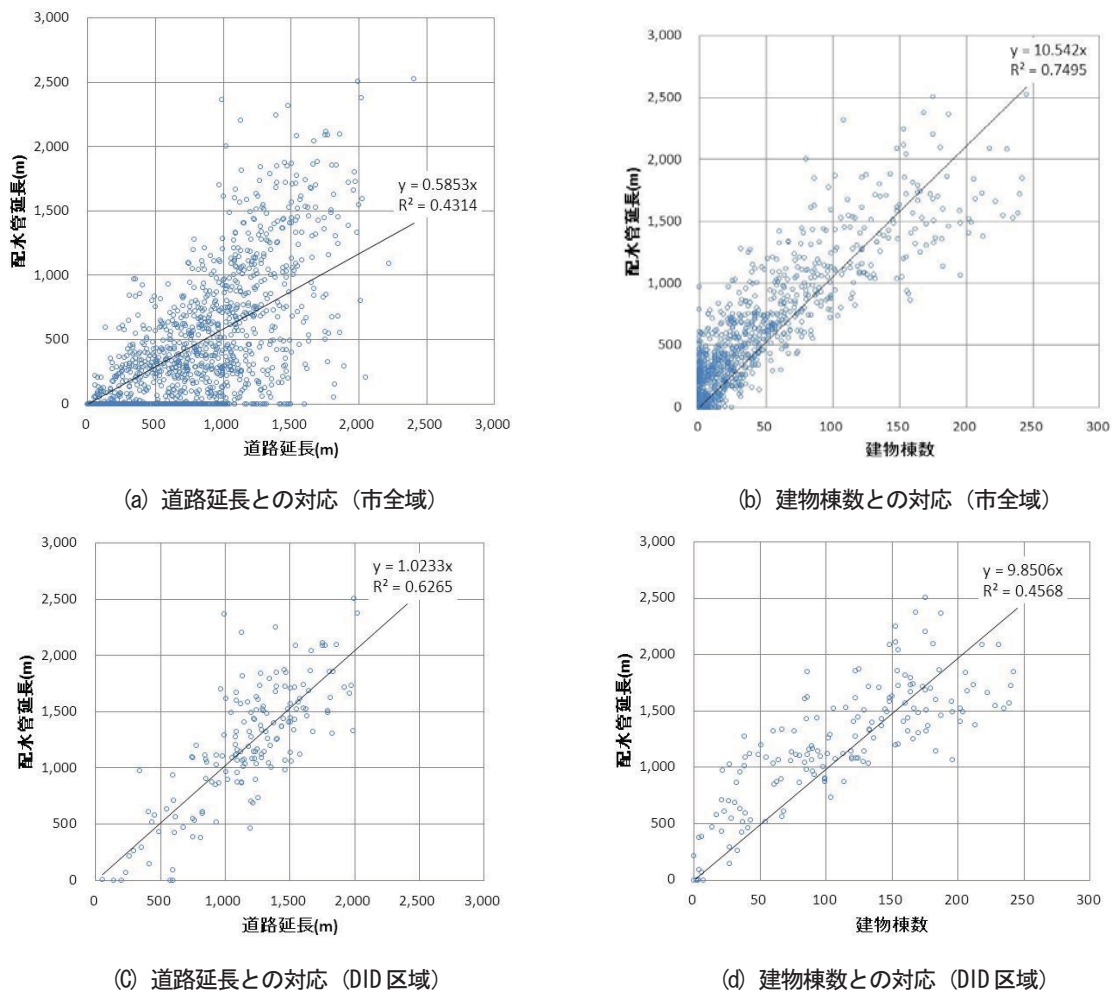 3,000
2,500
2,000
1,500
1,000
500
0
配水管延長(m)
y = 0.5853x
R² = 0.4314
0
500
1,000
1,500
2,000
2,500
3,000
道路延長(m)
(a) 道路延長との対応（市全域）
3,000
2,500
2,000
1,500
1,000
500
0
配水管延長(m)
y = 10.542x
R² = 0.7495
0
50
100
150
200
250
300
建物棟数
(b) 建物棟数との対応（市全域）
3,000
2,500
2,000
1,500
1,000
500
0
配水管延長(m)
y = 1.0233x
R² = 0.6265
0
500
1,000
1,500
2,000
2,500
3,000
道路延長(m)
(C) 道路延長との対応（DID 区域）
3,000
2,500
2,000
1,500
1,000
500
0
配水管延長(m)
y = 9.8506x
R² = 0.4568
0
50
100
150
200
250
300
建物棟数
(d) 建物棟数との対応（DID 区域）